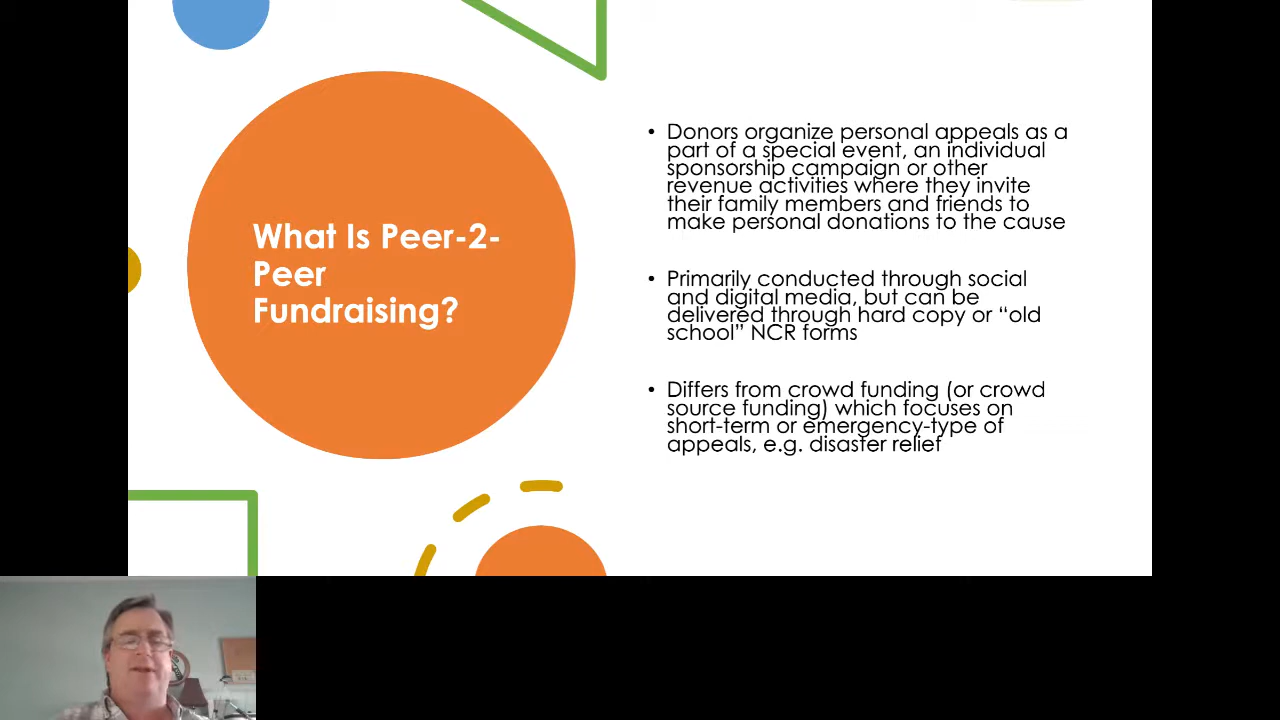 What Is Peer-2-
Peer
Fundraising?
• Donors organize personal appeals as a
part of a special event, an individual
sponsorship campaign or other
revenue activities where they invite
their family members and friends to
make personal donations to the cause
• Primarily conducted through social
and digital media, but can be
delivered through hard copy or “old
school” NCR forms
• Differs from crowd funding (or crowd
source funding) which focuses on
short-term or emergency-type of
appeals, e.g. disaster relief